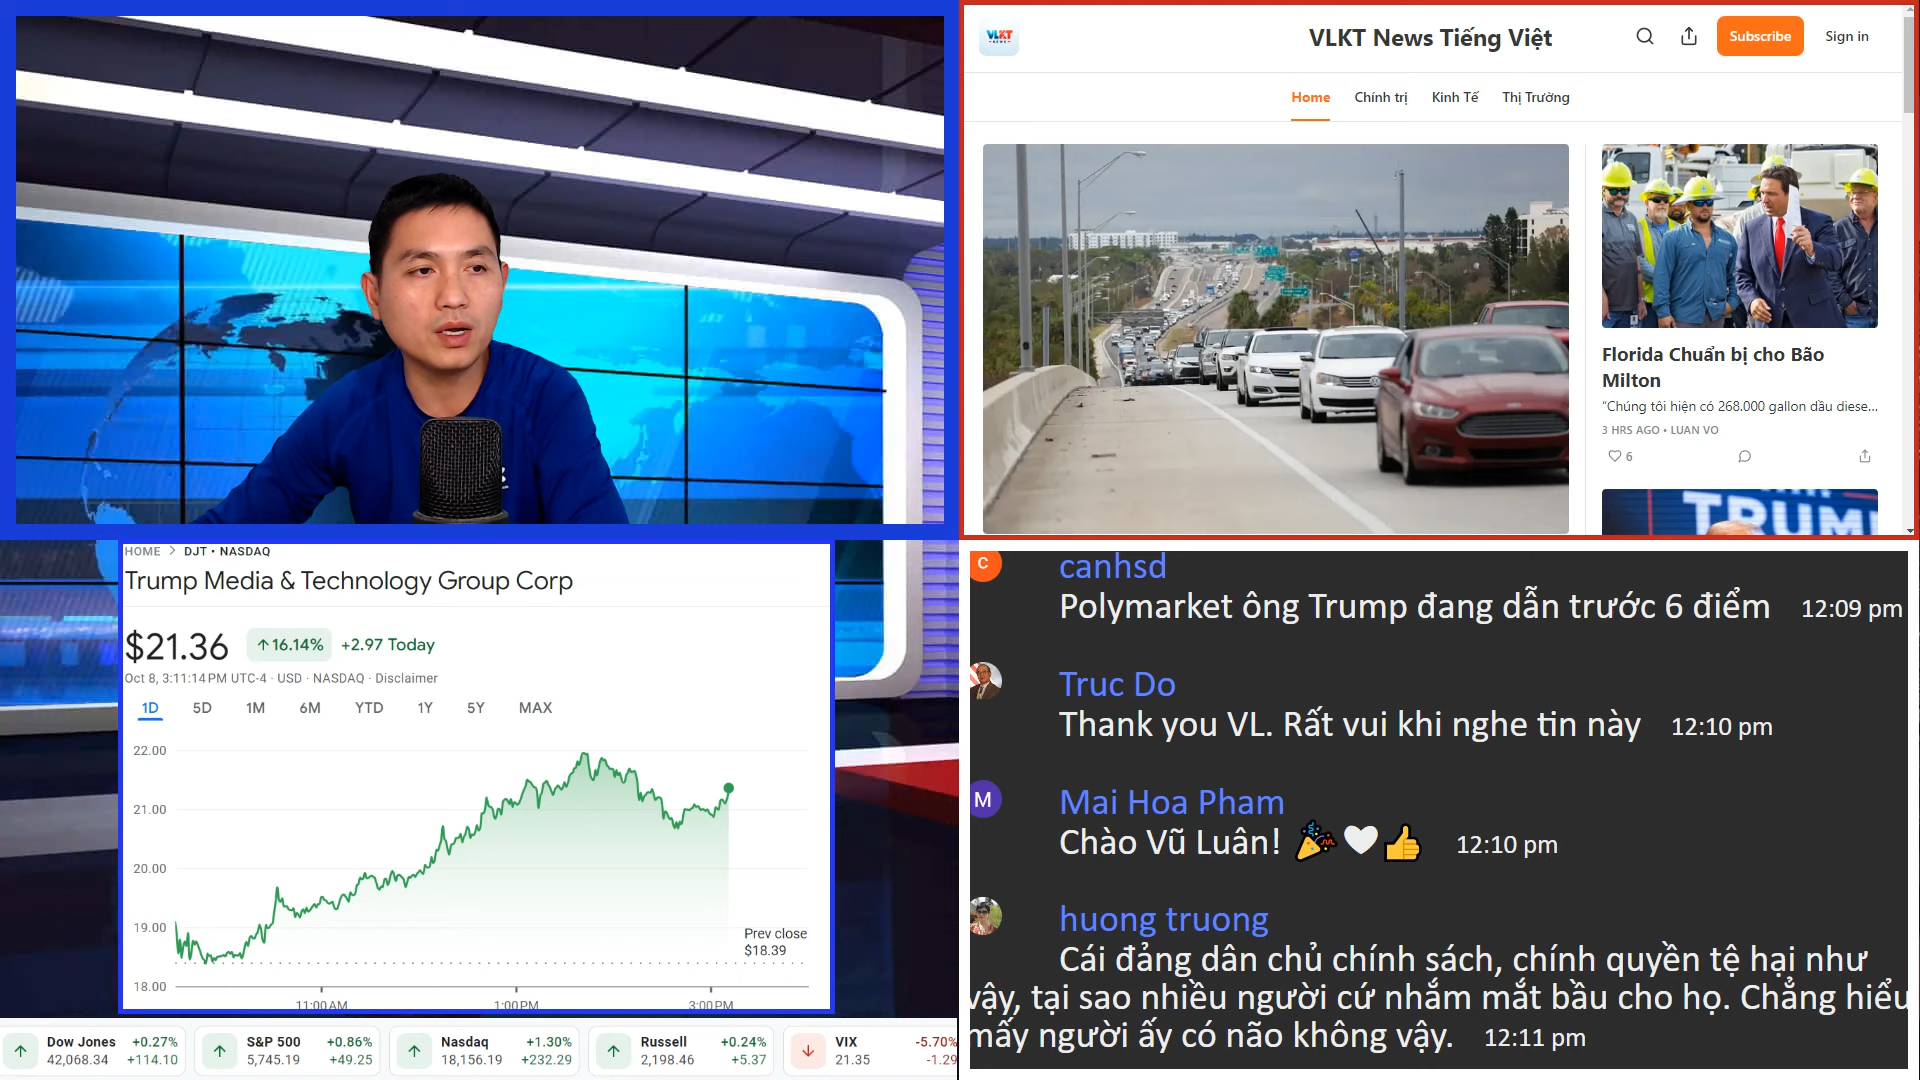 VLKT
NEWS
VLKT News Tiếng Việt
Subscribe
Sign in
Home
Chính trị
Kinh Tế
Thị Trường
Florida Chuẩn bị cho Bão
Milton
“Chúng tôi hiện có 268.000 gallon dầu diese...
3 HRS AGO • LUAN VO
6
TRUMP
HOME > DJT • NASDAQ
Trump Media & Technology Group Corp
$21.36 ↑16.14% +2.97 Today
Oct 8, 3:11:14 PM UTC-4 · USD · NASDAQ · Disclaimer
1D 5D 1M 6M YTD 1Y 5Y MAX
22.00
21.00
20.00
19.00
18.00
Prev close
$18.39
11:00 AM 1:00 PM 3:00 PM
Dow Jones +0.27%
42,068.34 +114.10
S&P 500 +0.86%
5,745.19 +49.25
Nasdaq +1.30%
18,156.19 +232.29
Russell +0.24%
2,198.46 +5.37
VIX -5.70%
21.35 -1.29
C
canhsd
Polymarket ông Trump đang dẫn trước 6 điểm 12:09 pm
Truc Do
Thank you VL. Rất vui khi nghe tin này 12:10 pm
M
Mai Hoa Pham
Chào Vũ Luân! 🎉🤍👍 12:10 pm
huong truong
Cái đảng dân chủ chính sách, chính quyền tệ hại như
vậy, tại sao nhiều người cứ nhắm mắt bầu cho họ. Chẳng hiểu
mấy người ấy có não không vậy. 12:11 pm